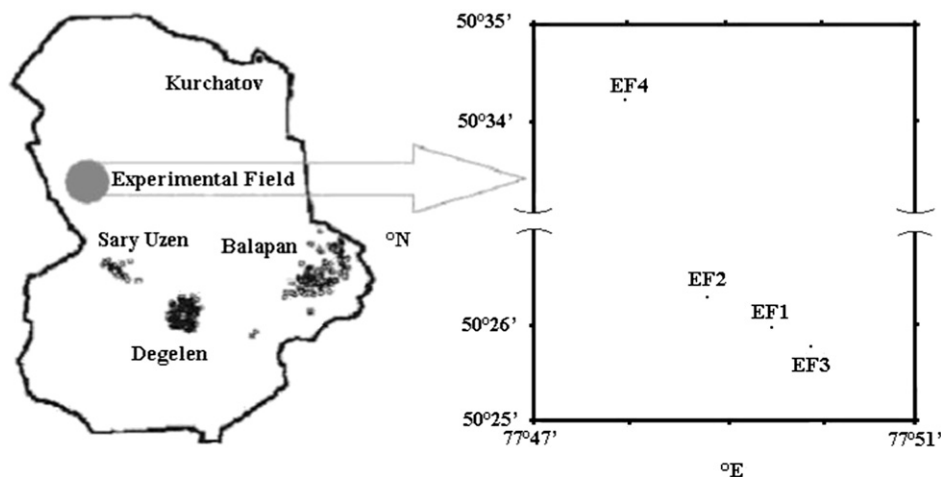 Kurchatov
Experimental Field
Sary Uzen
Balapan
Degelen
50°35'
EF4
50°34'
°N
EF2
EF1
50°26'
EF3
50°25'
77°47'
77°51'
°E